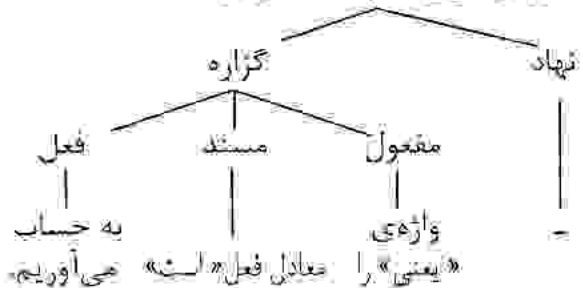 نهاد گزاره
مفعول مسند فعل
– واژه‌ی به حساب
«یعنی» را معادل فعل «است» می‌آوریم.